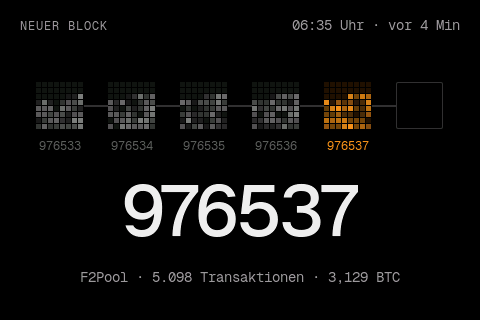 NEUER BLOCK
06:35 Uhr · vor 4 Min
976533 976534 976535 976536 976537
976537
F2Pool · 5.098 Transaktionen · 3,129 BTC